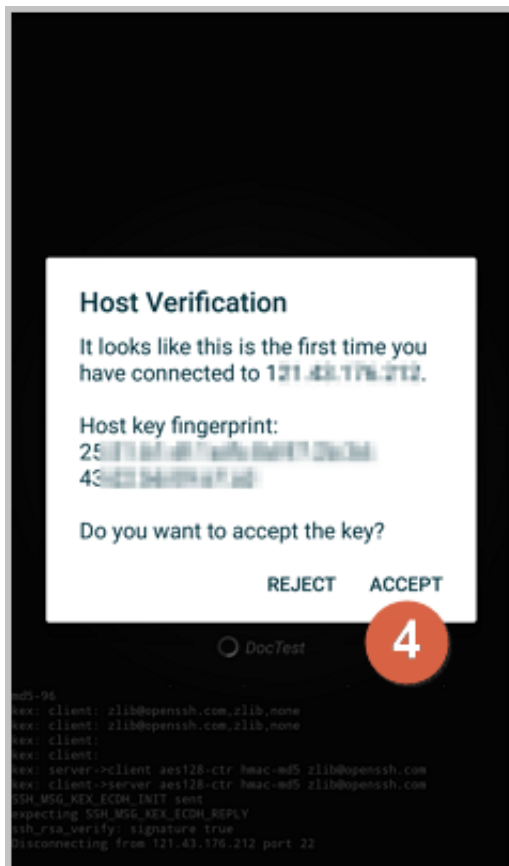 Host Verification
It looks like this is the first time you
have connected to
Host key fingerprint:
25
43
Do you want to accept the key?
REJECT ACCEPT
4
DocTest
md5-96
kex: client: zlib@openssh.com,zlib,none
kex: client: zlib@openssh.com,zlib,none
kex: client:
kex: client:
kex: server->client aes128-ctr hmac-md5 zlib@openssh.com
kex: client->server aes128-ctr hmac-md5 zlib@openssh.com
SSH_MSG_KEX_ECDH_INIT sent
expecting SSH_MSG_KEX_ECDH_REPLY
ssh_rsa_verify: signature true
Disconnecting from 121.43.176.212 port 22